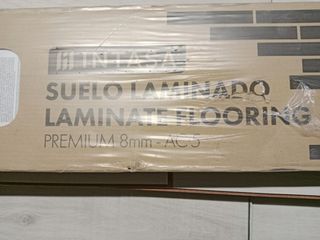 INTASA
SUELO LAMINADO
LAMINATE FLOORING
PREMIUM 8mm - AC5